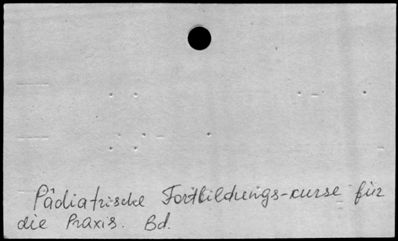 Pädiatrische Fortbildungs-kurse für
die Praxis. Bd.